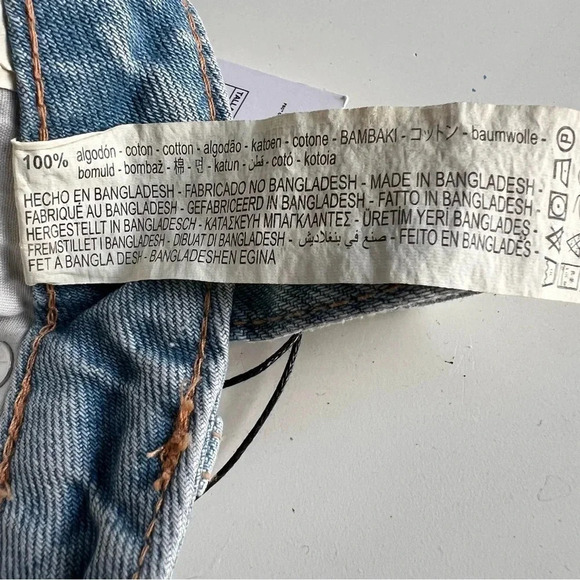 TALLA
100% algodón - coton - cotton - algodão - katoen - cotone - ΒΑΜΒΑΚΙ - コットン - baumwolle -
bomuld - bombaž - 棉 - 면 - katun - قطن - cotó - kotoia
HECHO EN BANGLADESH - FABRICADO NO BANGLADESH - MADE IN BANGLADESH -
FABRIQUÉ AU BANGLADESH - GEFABRICEERD IN BANGLADESH - FATTO IN BANGLADESH -
HERGESTELLT IN BANGLADESCH - ΚΑΤΑΣΚΕΥΗ ΜΠΑΓΚΛΑΝΤΕΣ - ÜRETİM YERİ BANGLADEŞ -
FREMSTILLET I BANGLADESH - DIBUAT DI BANGLADESH - صنع في بنغلاديش - FEITO EN BANGLADÉS -
FET A BANGLA DESH - BANGLADESHEN EGINA